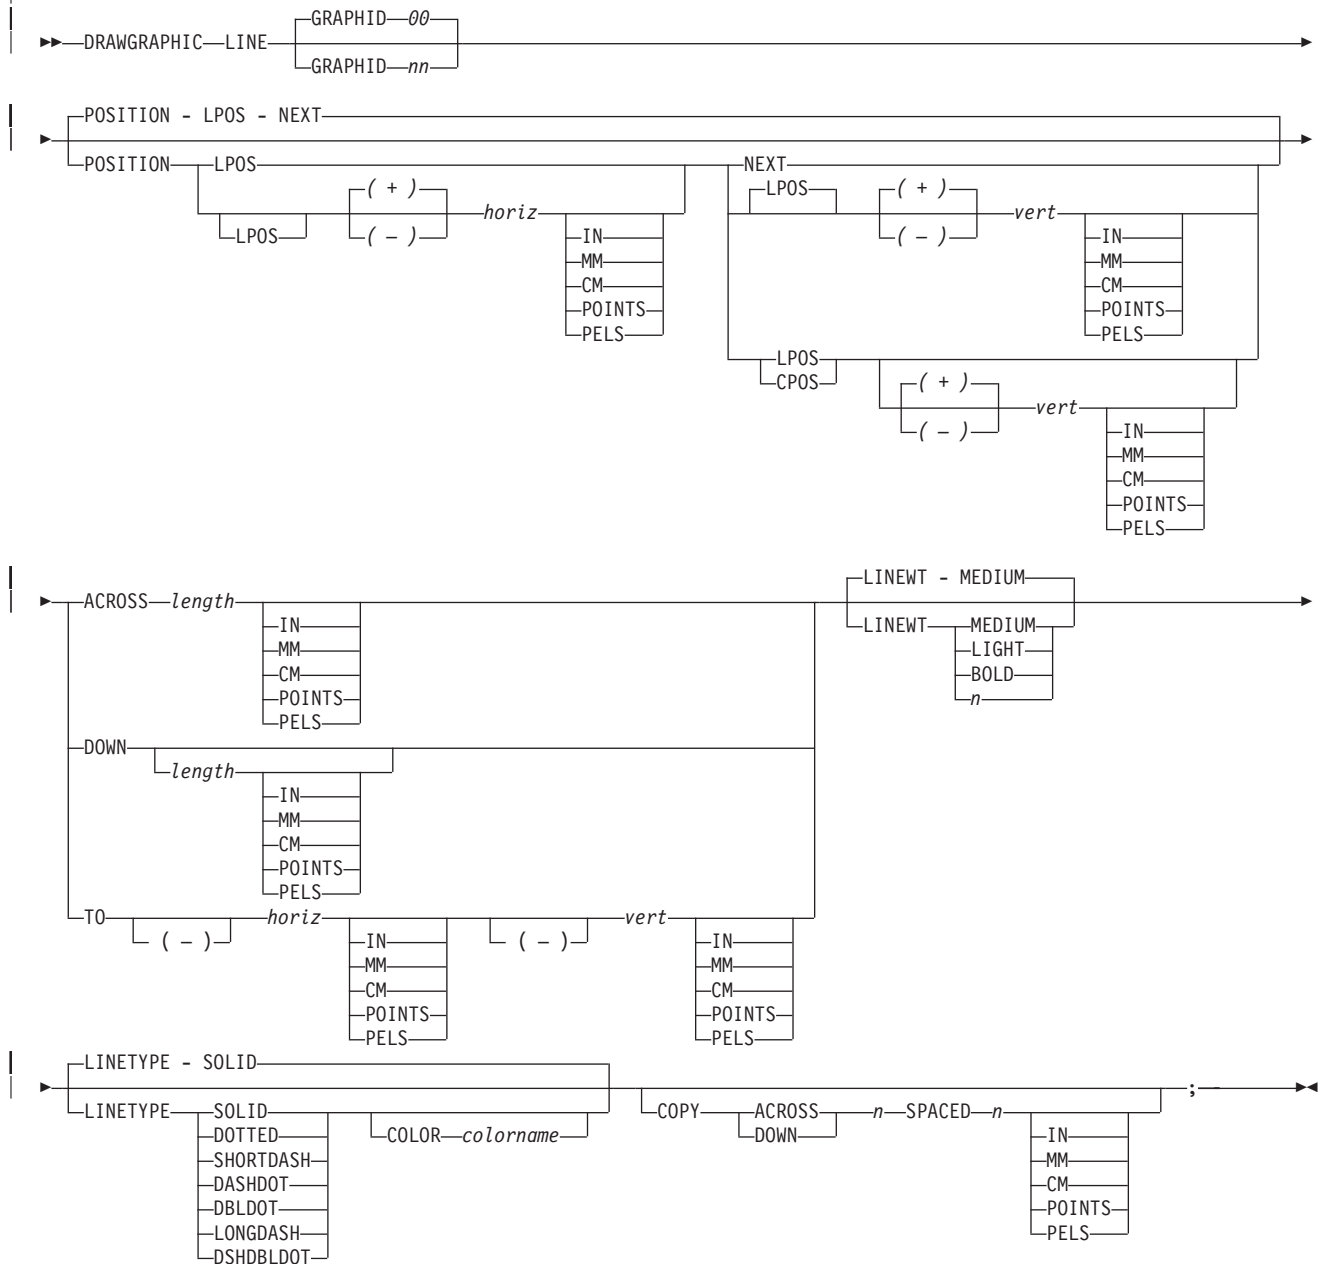 GRAPHID 00
DRAWGRAPHIC LINE
GRAPHID nn
POSITION - LPOS - NEXT
POSITION LPOS NEXT
( + ) LPOS ( + )
horiz vert
LPOS ( – ) IN ( – ) IN
MM MM
CM CM
POINTS POINTS
PELS PELS
LPOS
CPOS ( + )
vert
( – ) IN
MM
CM
POINTS
PELS
LINEWT - MEDIUM
ACROSS length
IN LINEWT MEDIUM
MM LIGHT
CM BOLD
POINTS n
PELS
DOWN
length
IN
MM
CM
POINTS
PELS
TO horiz vert
( – ) IN ( – ) IN
MM MM
CM CM
POINTS POINTS
PELS PELS
LINETYPE - SOLID
;
LINETYPE SOLID COPY ACROSS n SPACED n
DOTTED COLOR colorname DOWN IN
SHORTDASH MM
DASHDOT CM
DBLDOT POINTS
LONGDASH PELS
DSHDBLDOT